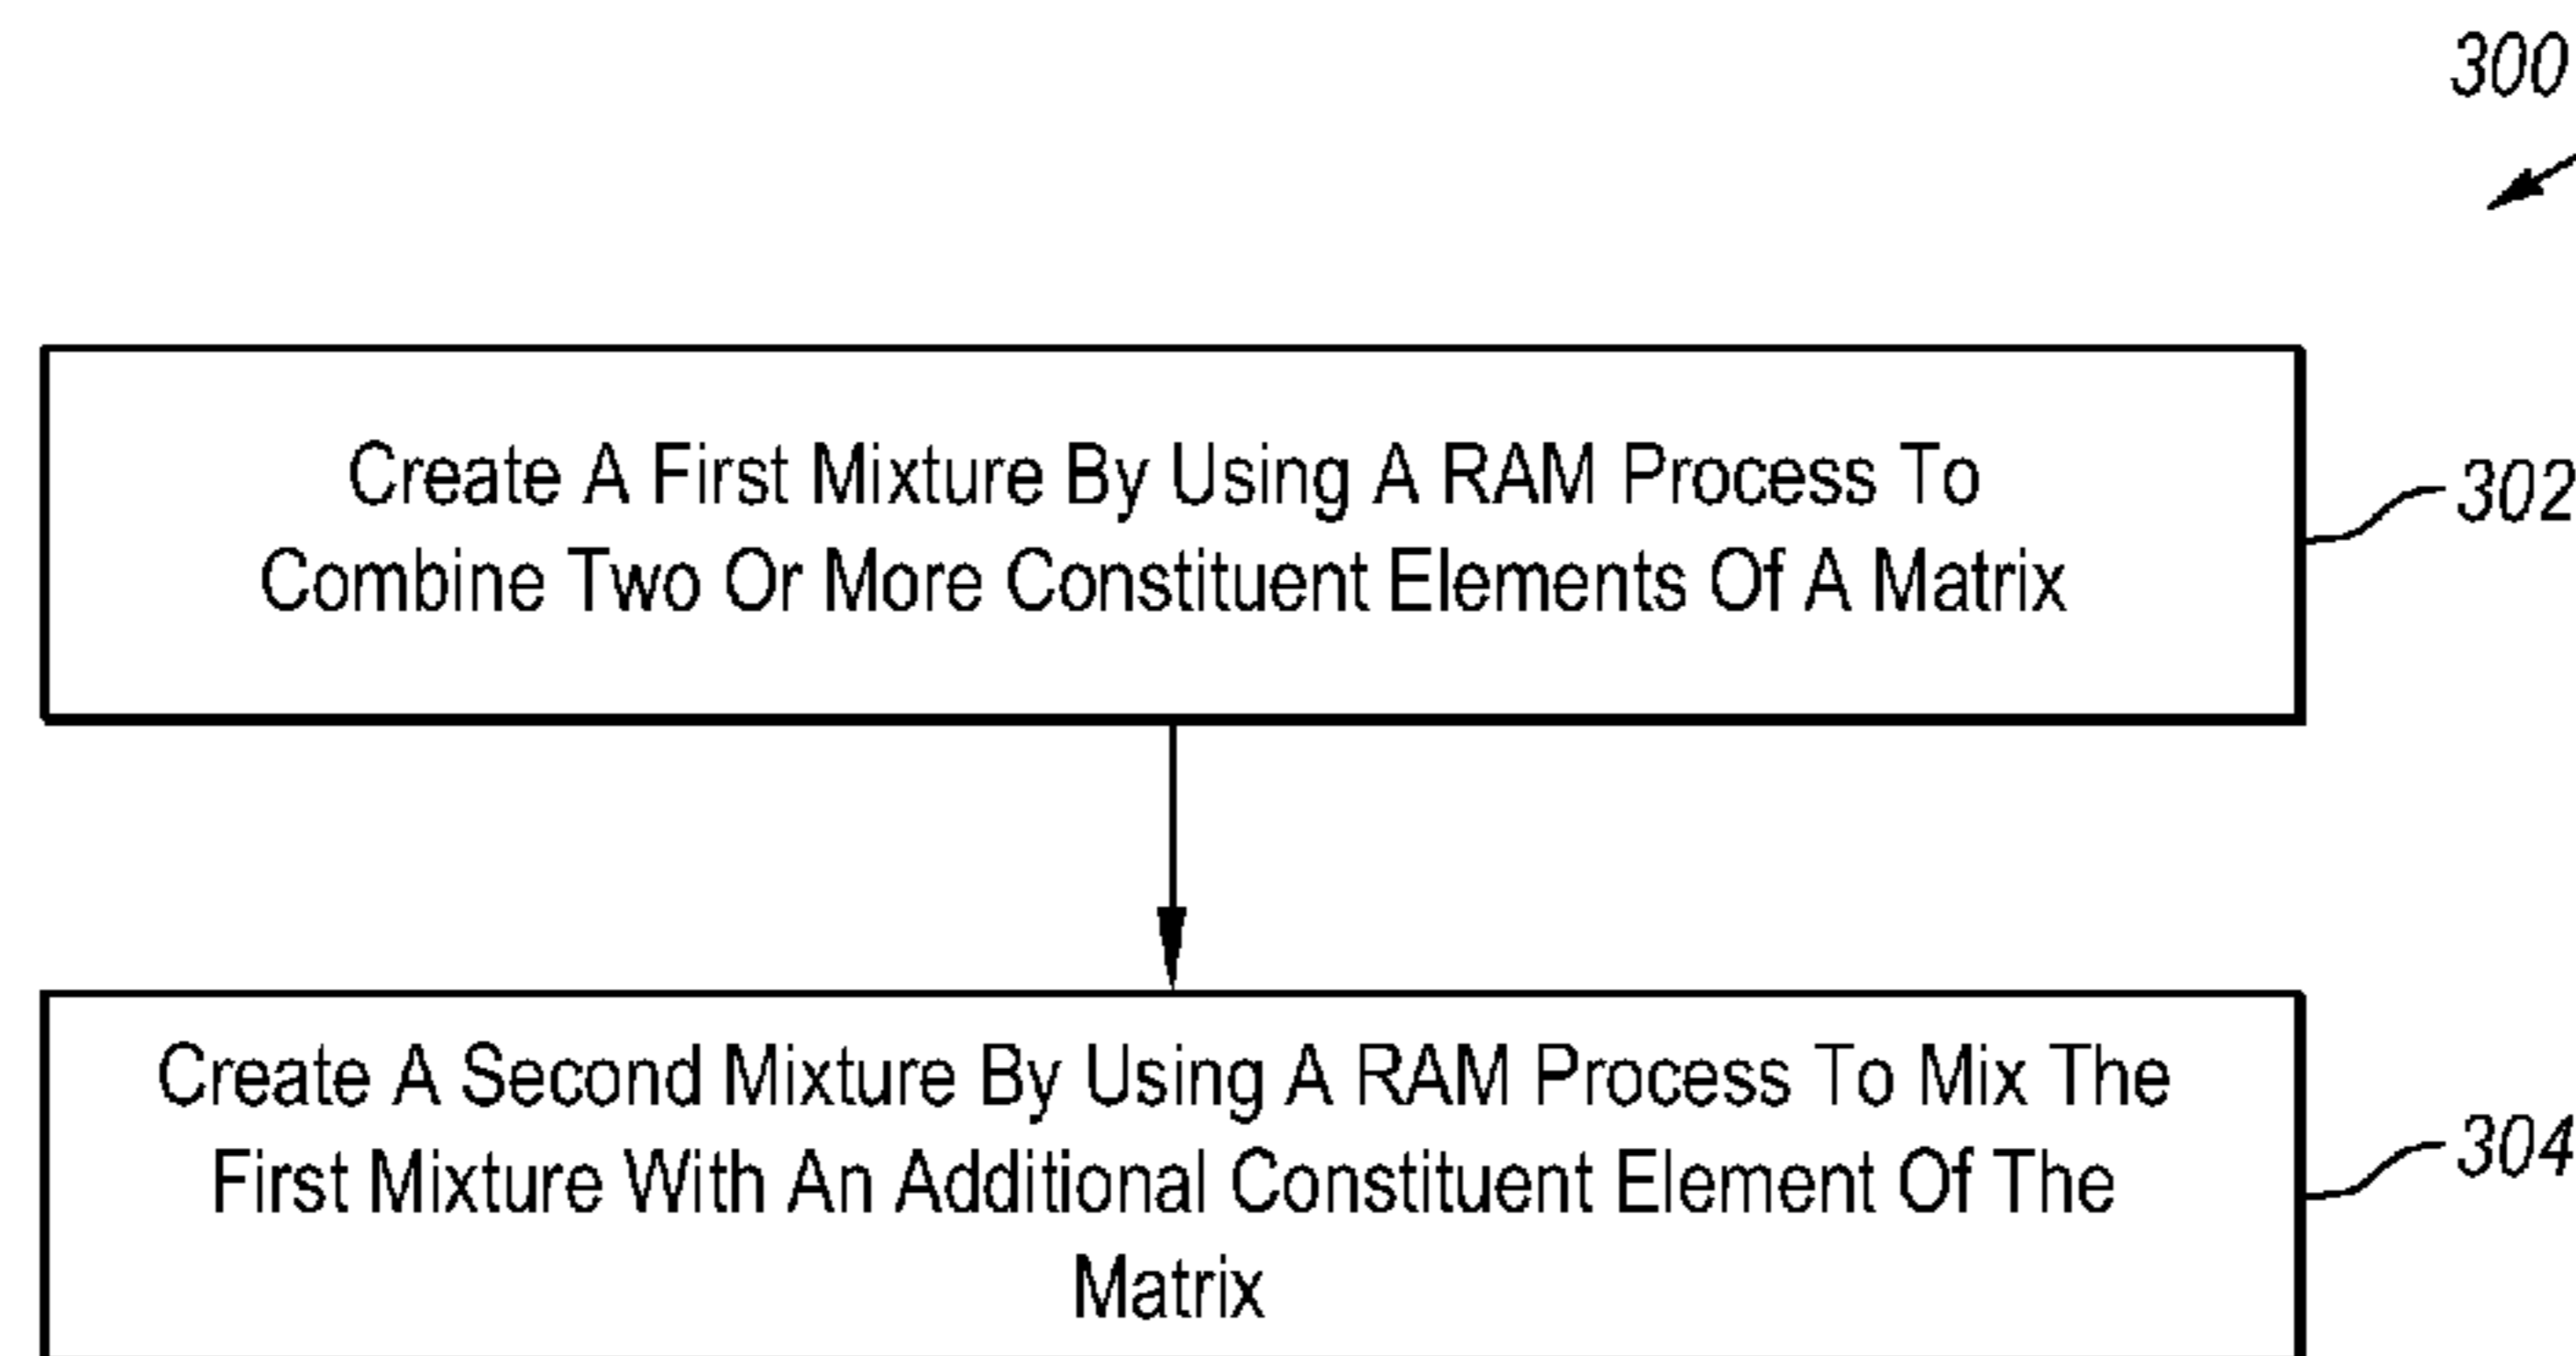 300
Create A First Mixture By Using A RAM Process To
Combine Two Or More Constituent Elements Of A Matrix
302
Create A Second Mixture By Using A RAM Process To Mix The
First Mixture With An Additional Constituent Element Of The
Matrix
304